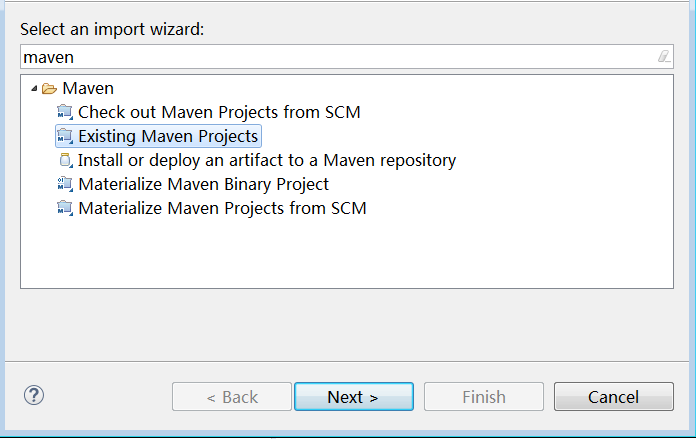 Select an import wizard:
maven
Maven
Check out Maven Projects from SCM
Existing Maven Projects
Install or deploy an artifact to a Maven repository
Materialize Maven Binary Project
Materialize Maven Projects from SCM
? < Back Next > Finish Cancel